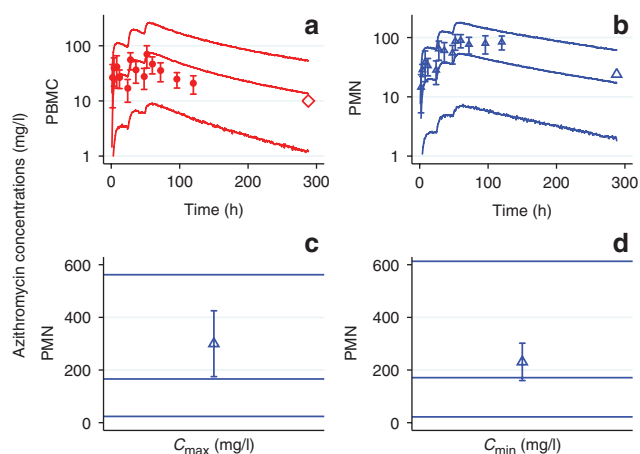 Azithromycin concentrations (mg/l)
a
PBMC
100
10
1
0
100
200
300
Time (h)
b
PMN
100
10
1
0
100
200
300
Time (h)
c
PMN
600
400
200
0
Cmax (mg/l)
d
PMN
600
400
200
0
Cmin (mg/l)